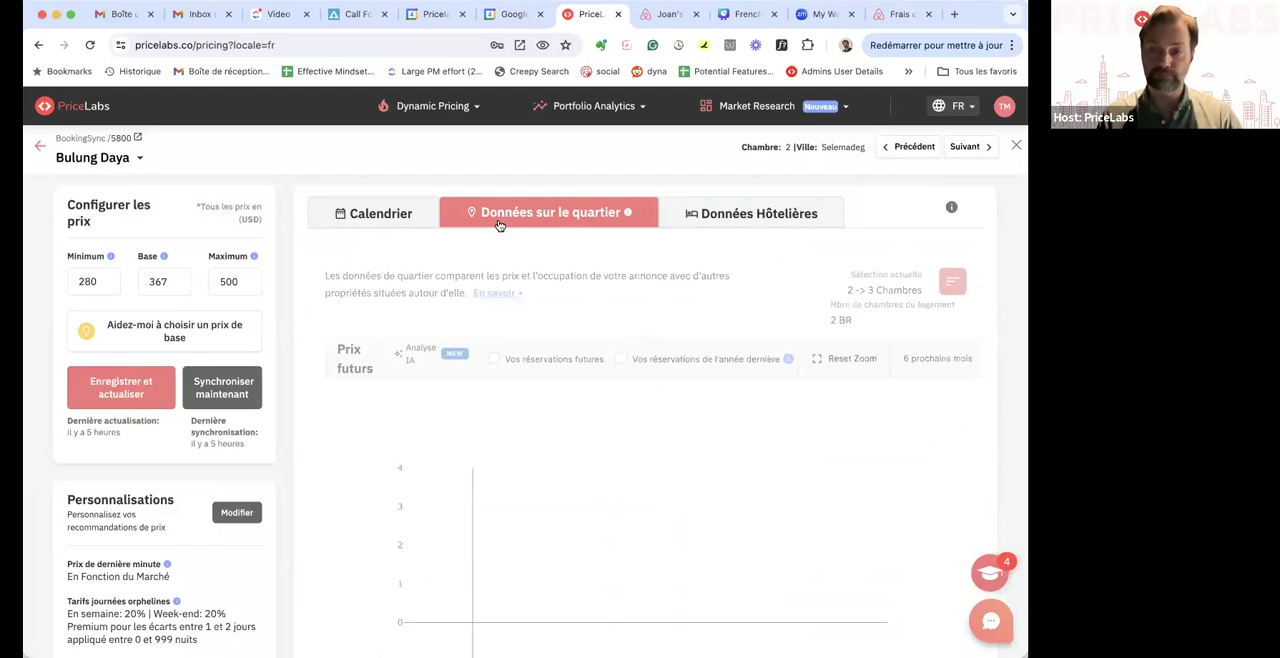 Boîte d
Inbox (
Video
Call Fo
Pricela
Google
PriceL
Joan's
French
My We
Frais c
pricelabs.co/pricing?locale=fr
Redémarrer pour mettre à jour
Bookmarks
Historique
Boîte de réception...
Effective Mindset...
Large PM effort (2...
Creepy Search
social
dyna
Potential Features...
Admins User Details
»
Tous les favoris
PriceLabs
Dynamic Pricing
Portfolio Analytics
Market Research Nouveau
FR
TM
BookingSync /5800
Bulung Daya
Chambre: 2 |Ville: Selemadeg
Précédent
Suivant
Configurer les prix
*Tous les prix en (USD)
Minimum
Base
Maximum
280
367
500
Aidez-moi à choisir un prix de base
Enregistrer et actualiser
Synchroniser maintenant
Dernière actualisation:
il y a 5 heures
Dernière synchronisation:
il y a 5 heures
Personnalisations
Personnalisez vos recommandations de prix
Modifier
Prix de dernière minute
En Fonction du Marché
Tarifs journées orphelines
En semaine: 20% | Week-end: 20%
Premium pour les écarts entre 1 et 2 jours
appliqué entre 0 et 999 nuits
Calendrier
Données sur le quartier
Données Hôtelières
Les données de quartier comparent les prix et l'occupation de votre annonce avec d'autres
propriétés situées autour d'elle. En savoir +
Sélection actuelle
2 -> 3 Chambres
Nbre de chambres du logement
2 BR
Prix futurs
Analyse IA
NEW
Vos réservations futures
Vos réservations de l'année dernière
Reset Zoom
6 prochains mois
4
3
2
1
0
4
Host: PriceLabs